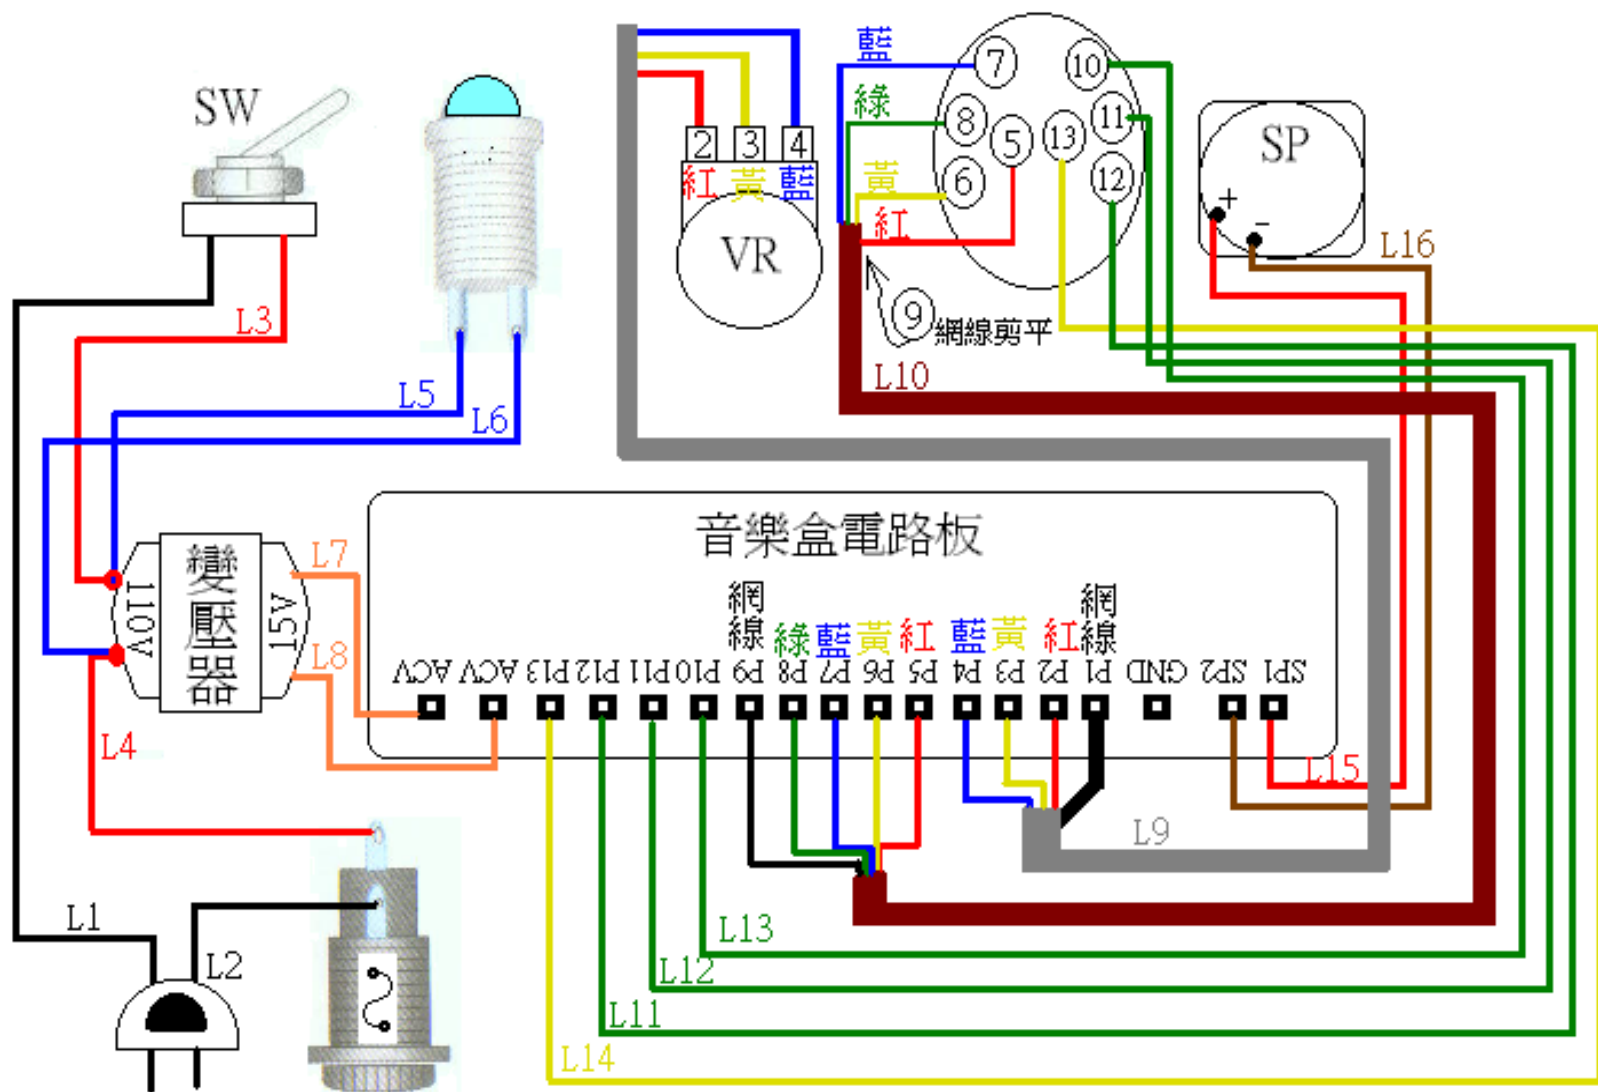 SW
藍
綠
黃
紅
7
8
5
6
13
10
11
12
2
3
4
紅
黃
藍
VR
9
網線剪平
SP
+
-
L16
L3
L5
L6
L10
音樂盒電路板
變壓器
110V
15V
L7
L8
L4
網線
綠
藍
黃
紅
藍
黃
紅
網線
ACV
ACV
P13
P12
P11
P10
P9
P8
P7
P6
P5
P4
P3
P2
P1
GND
SP2
SP1
L15
L9
L1
L2
L13
L12
L11
L14